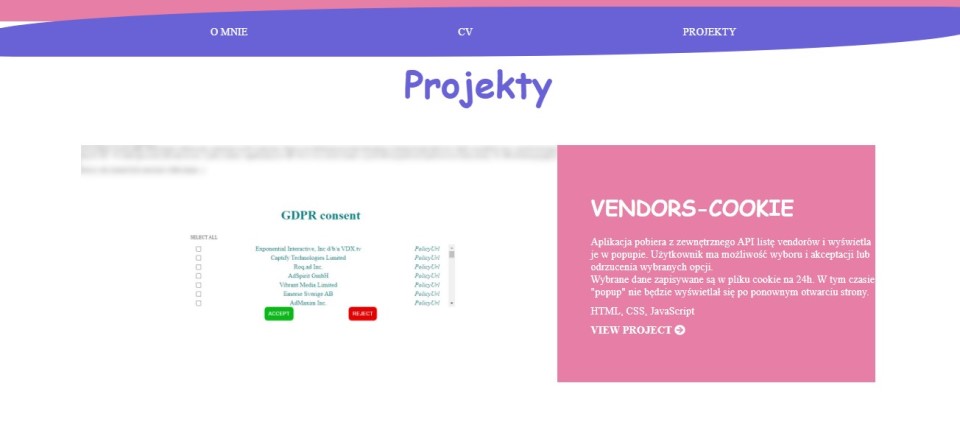 O MNIE CV PROJEKTY
Projekty
GDPR consent
SELECT ALL
Exponential Interactive, Inc d/b/a VDX.tv PolicyUrl
Captify Technologies Limited PolicyUrl
Roq.ad Inc. PolicyUrl
AdSpirit GmbH PolicyUrl
Vibrant Media Limited PolicyUrl
Emerse Sverige AB PolicyUrl
AdMaxim Inc. PolicyUrl
ACCEPT REJECT
VENDORS-COOKIE
Aplikacja pobiera z zewnętrznego API listę vendorów i wyświetla
je w popupie. Użytkownik ma możliwość wyboru i akceptacji lub
odrzucenia wybranych opcji.
Wybrane dane zapisywane są w pliku cookie na 24h. W tym czasie
"popup" nie będzie wyświetlał się po ponownym otwarciu strony.
HTML, CSS, JavaScript
VIEW PROJECT